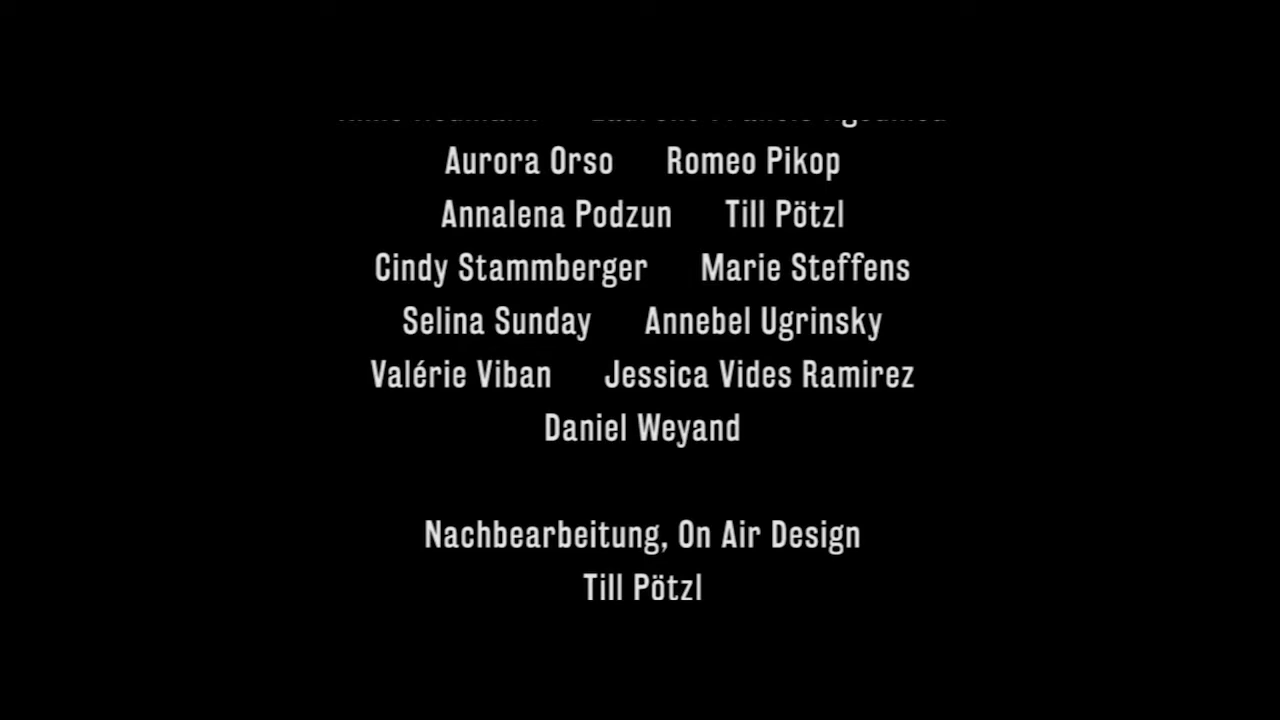 Aurora Orso Romeo Pikop
Annalena Podzun Till Pötzl
Cindy Stammberger Marie Steffens
Selina Sunday Annebel Ugrinsky
Valérie Viban Jessica Vides Ramirez
Daniel Weyand
Nachbearbeitung, On Air Design
Till Pötzl